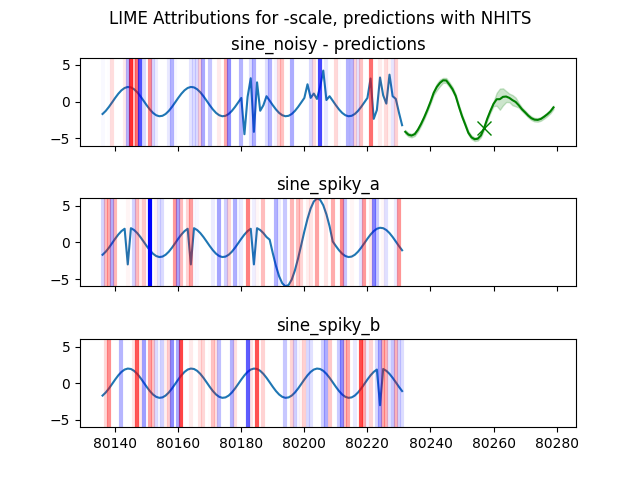 LIME Attributions for -scale, predictions with NHITS
sine_noisy - predictions
5
0
−5
sine_spiky_a
5
0
−5
sine_spiky_b
5
0
−5
80140 80160 80180 80200 80220 80240 80260 80280